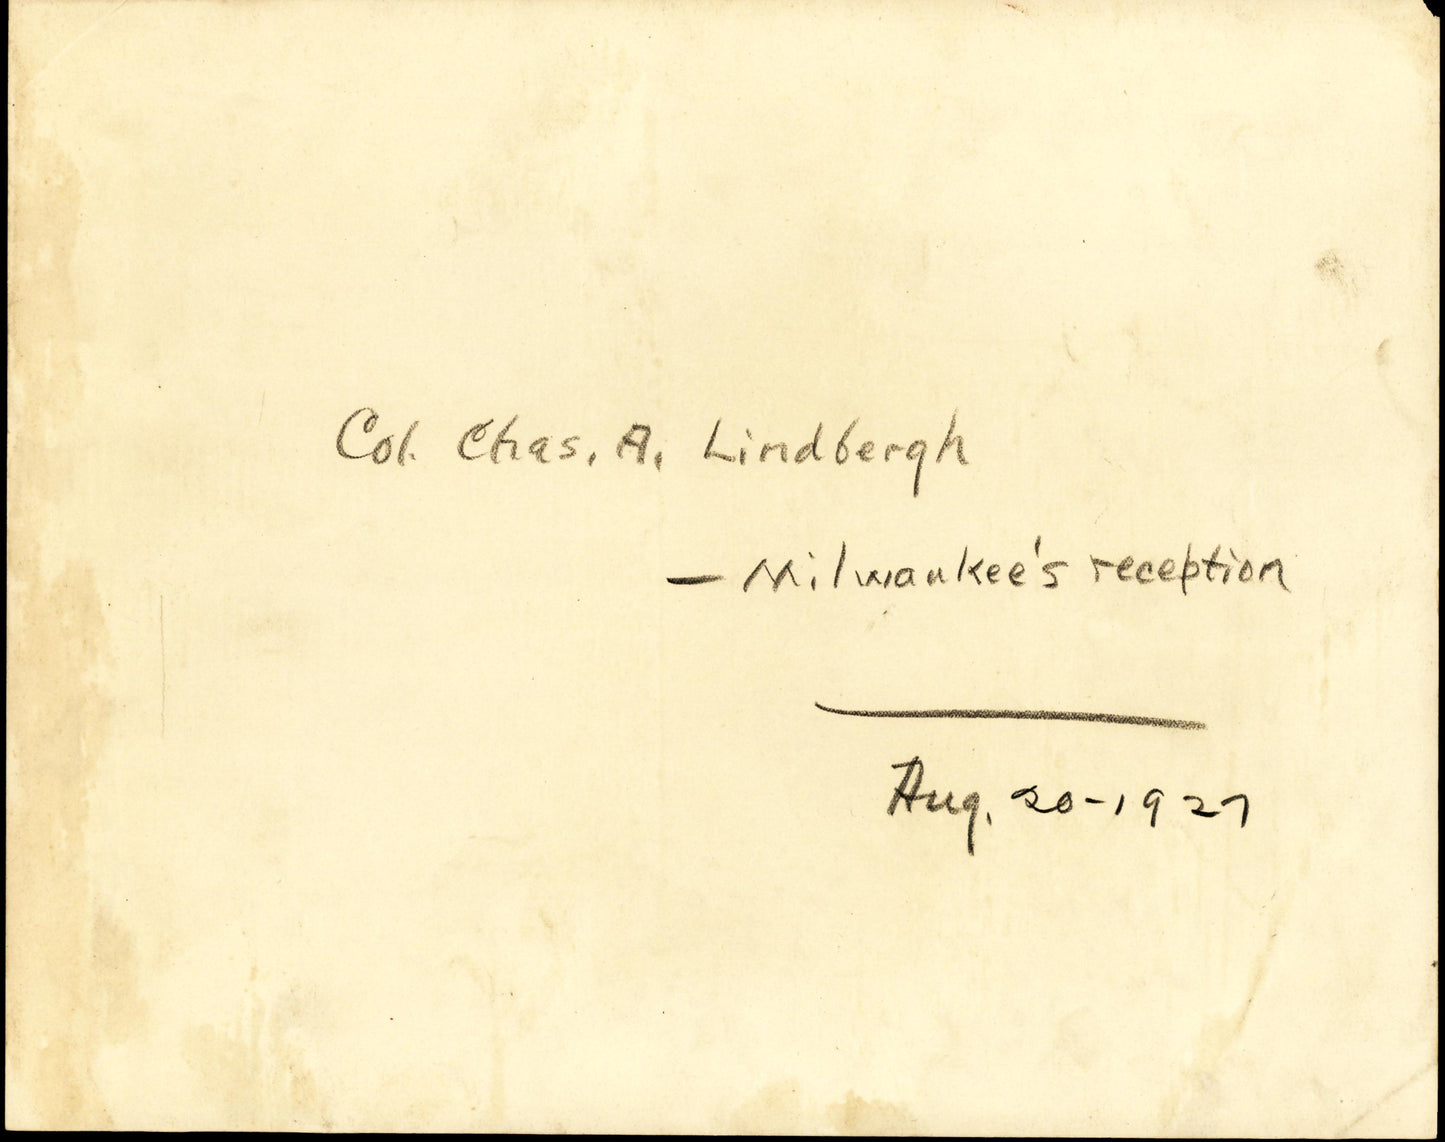 Col. Chas. A. Lindbergh
— Milwaukee's reception
Aug. 20-1927